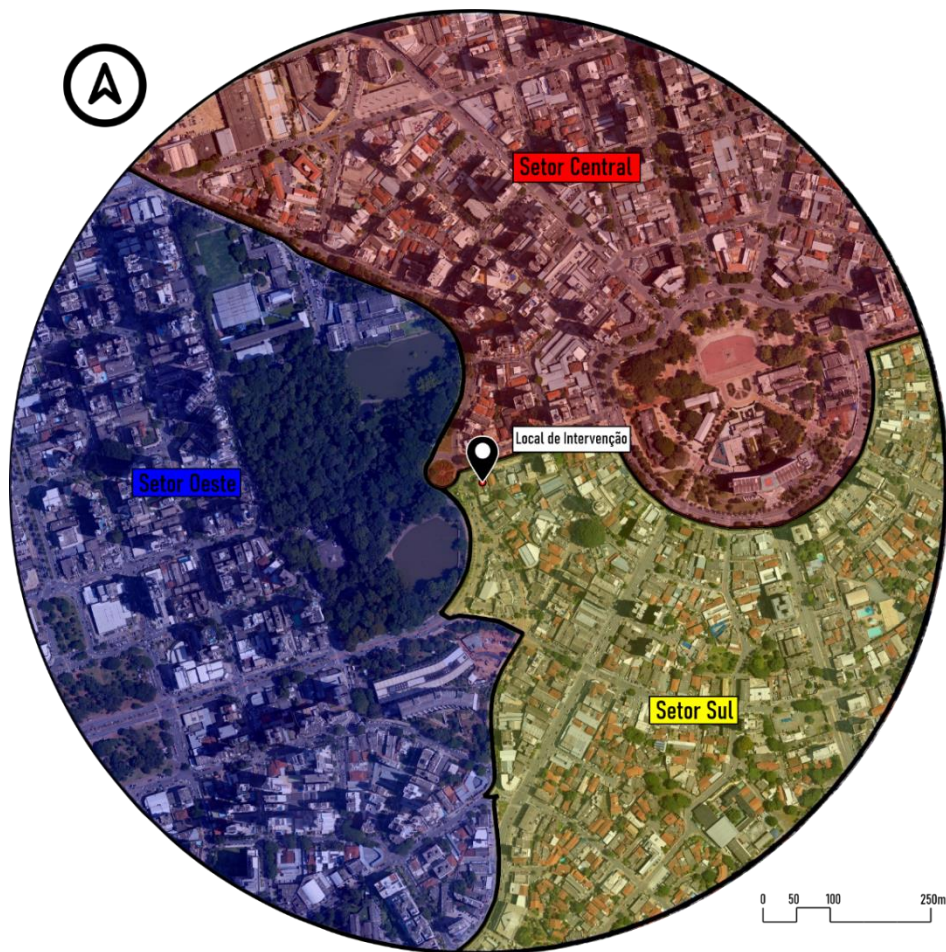 Setor Central
Local de Intervenção
Setor Oeste
Setor Sul
0 50 100 250m